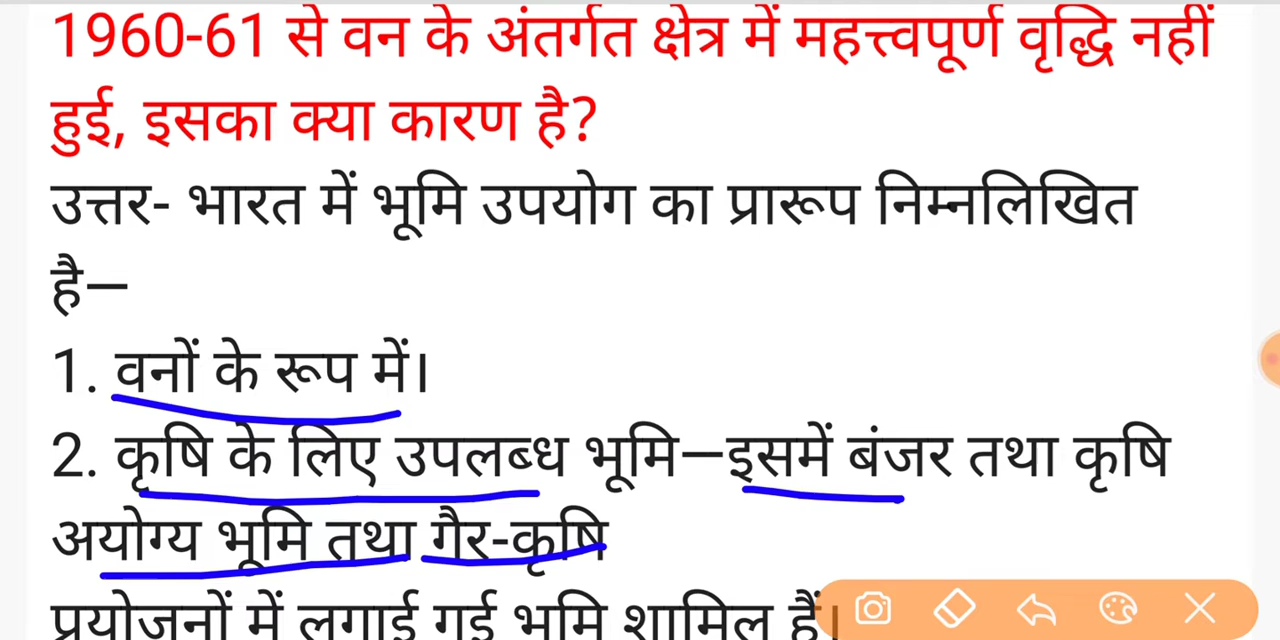 1960-61 से वन के अंतर्गत क्षेत्र में महत्त्वपूर्ण वृद्धि नहीं
हुई, इसका क्या कारण है?
उत्तर- भारत में भूमि उपयोग का प्रारूप निम्नलिखित
है—
1. वनों के रूप में।
2. कृषि के लिए उपलब्ध भूमि—इसमें बंजर तथा कृषि
अयोग्य भूमि तथा गैर-कृषि
प्रयोजनों में लगाई गई भूमि शामिल हैं।